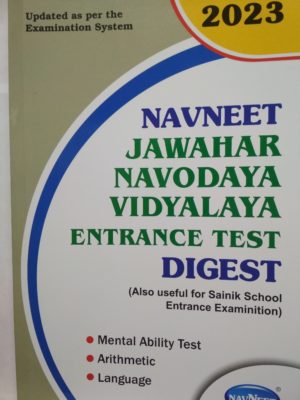 Updated as per the
Examination System
2023
NAVNEET
JAWAHAR
NAVODAYA
VIDYALAYA
ENTRANCE TEST
DIGEST
(Also useful for Sainik School
Entrance Examinition)
• Mental Ability Test
• Arithmetic
• Language
NAVNEET